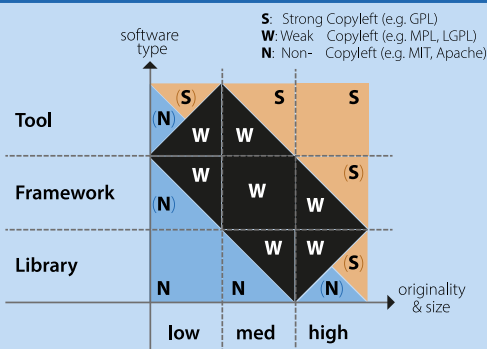 S: Strong Copyleft (e.g. GPL)
W: Weak Copyleft (e.g. MPL, LGPL)
N: Non- Copyleft (e.g. MIT, Apache)
software
type
(S) S S
Tool (N)
W W
W (S)
Framework W
(N) W
W W
Library (S)
N N (N)
originality
& size
low med high